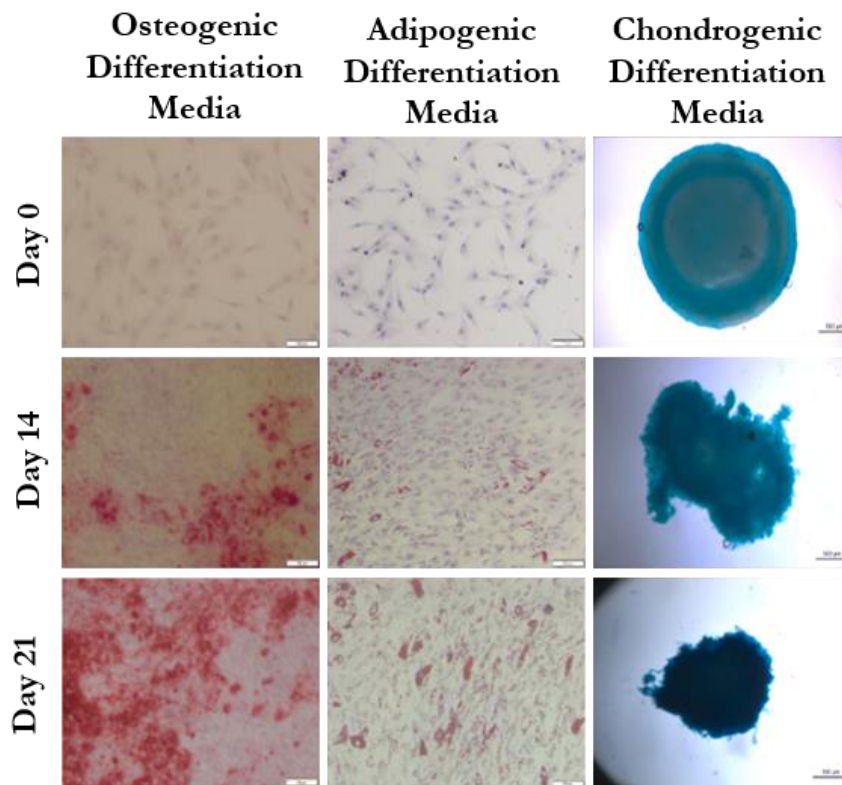 Osteogenic
Differentiation
Media
Adipogenic
Differentiation
Media
Chondrogenic
Differentiation
Media
Day 0
Day 14
Day 21